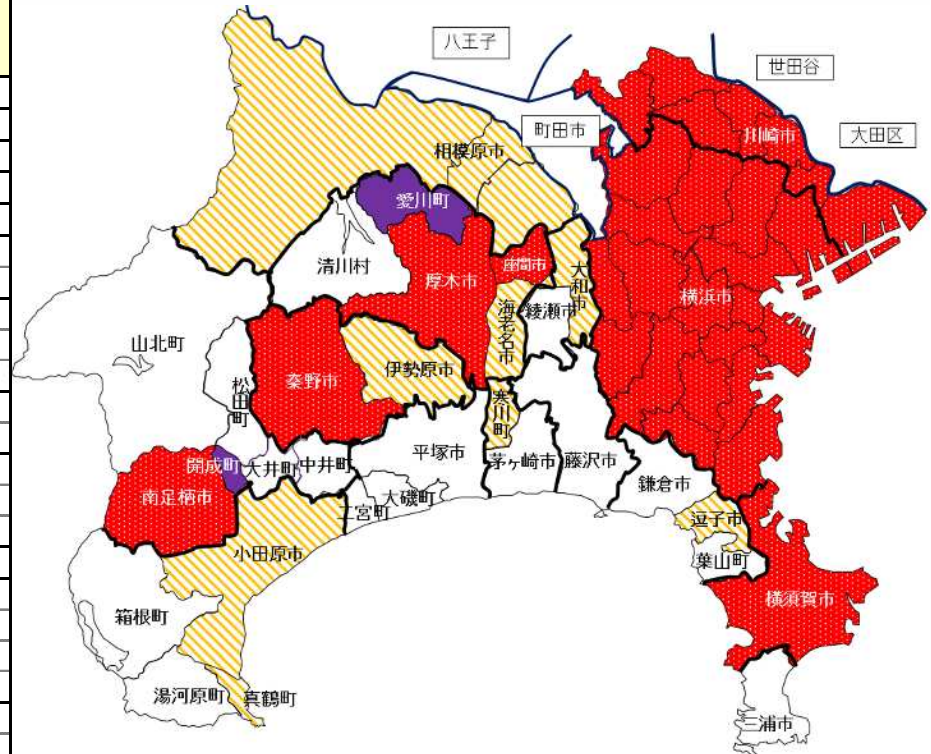 八王子
世田谷
町田市
川崎市
大田区
相模原市
愛川町
清川村
厚木市
座間市
大和市
海老名市
綾瀬市
横浜市
山北町
松田町
秦野市
伊勢原市
寒川町
開成町
大井町
中井町
平塚市
茅ヶ崎市
藤沢市
鎌倉市
南足柄市
二宮町
大磯町
逗子市
小田原市
葉山町
箱根町
横須賀市
湯河原町
真鶴町
三浦市